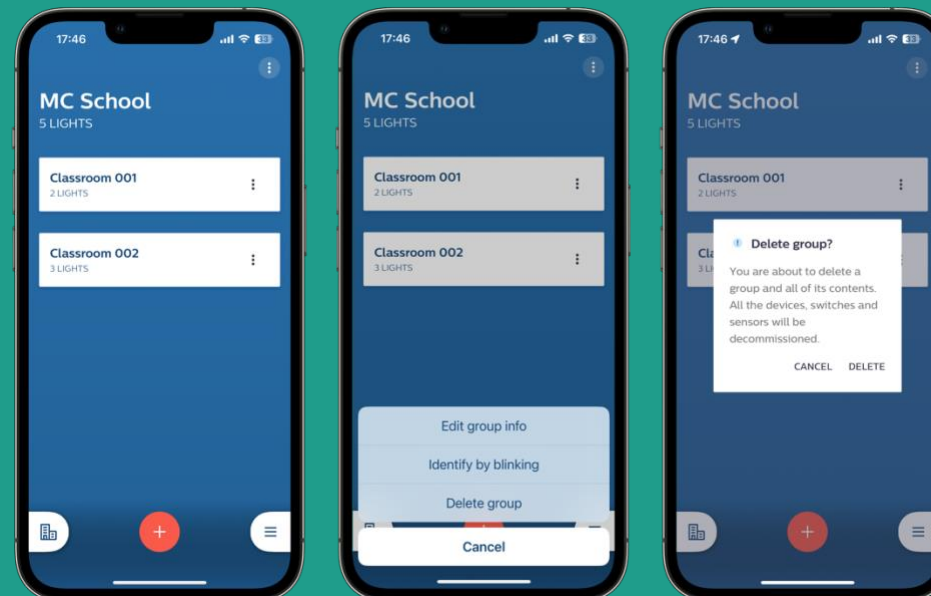 17:46
33
MC School
5 LIGHTS
Classroom 001
2 LIGHTS
Classroom 002
3 LIGHTS
17:46
33
MC School
5 LIGHTS
Classroom 001
2 LIGHTS
Classroom 002
3 LIGHTS
Edit group info
Identify by blinking
Delete group
Cancel
17:46
33
MC School
5 LIGHTS
Classroom 001
2 LIGHTS
Delete group?
You are about to delete a
group and all of its contents.
All the devices, switches and
sensors will be
decommissioned.
CANCEL DELETE